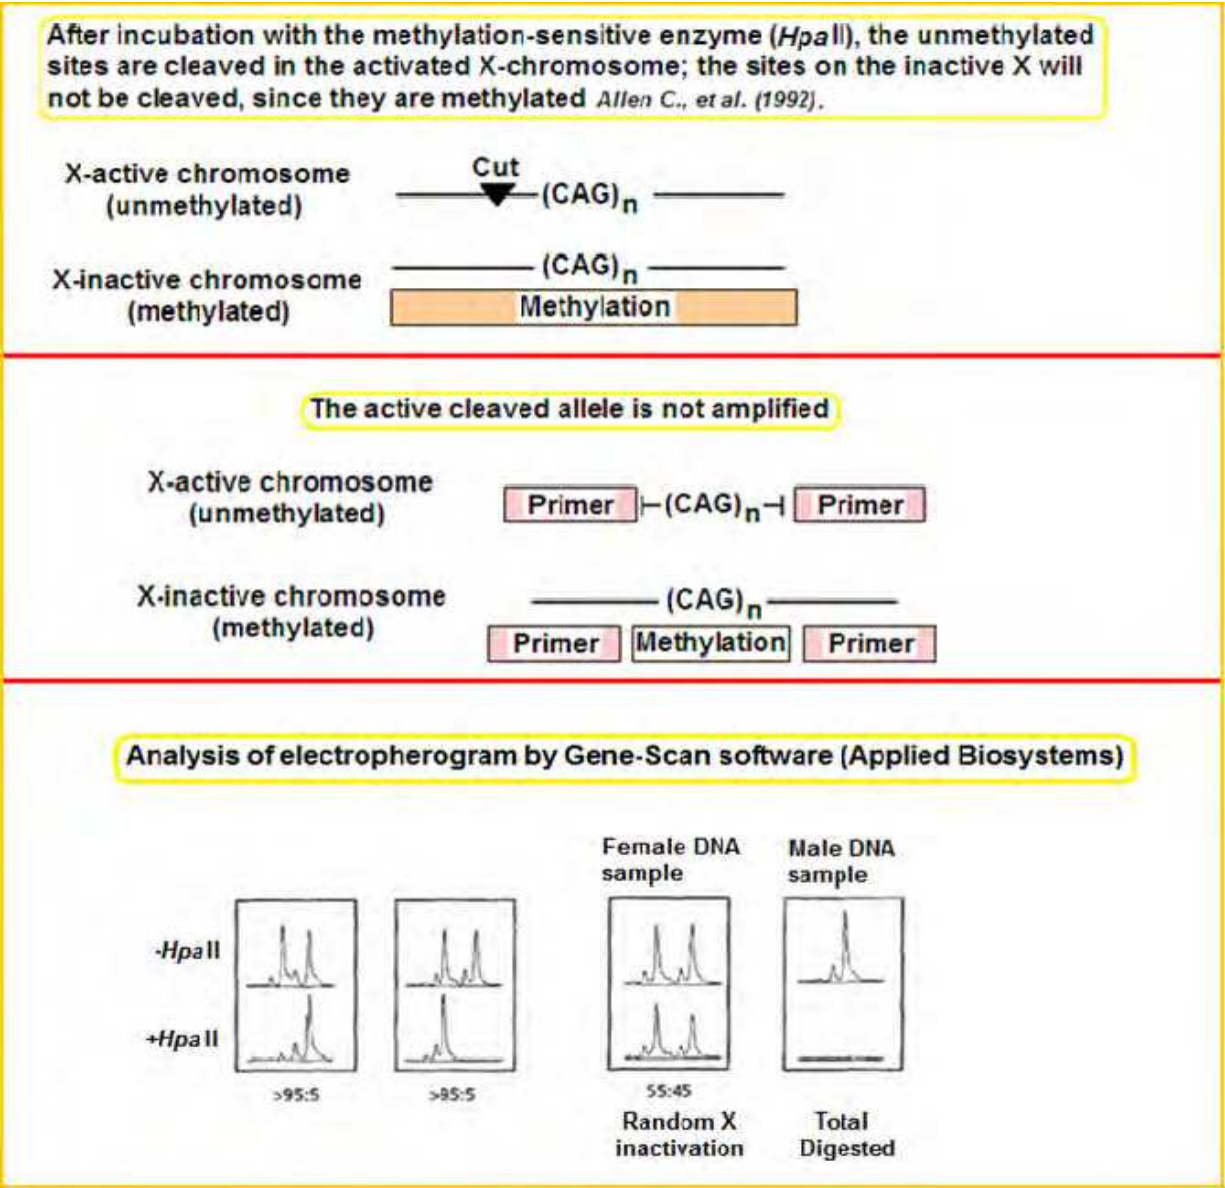 After incubation with the methylation-sensitive enzyme (HpaII), the unmethylated
sites are cleaved in the activated X-chromosome; the sites on the inactive X will
not be cleaved, since they are methylated Allen C., et al. (1992).
Cut
X-active chromosome
(unmethylated)
(CAG)n
X-inactive chromosome
(methylated)
(CAG)n
Methylation
The active cleaved allele is not amplified
X-active chromosome
(unmethylated)
Primer (CAG)n Primer
X-inactive chromosome
(methylated)
(CAG)n
Primer Methylation Primer
Analysis of electropherogram by Gene-Scan software (Applied Biosystems)
Female DNA
sample
Male DNA
sample
-HpaII
+HpaII
>95:5 >95:5 55:45
Random X
inactivation
Total
Digested